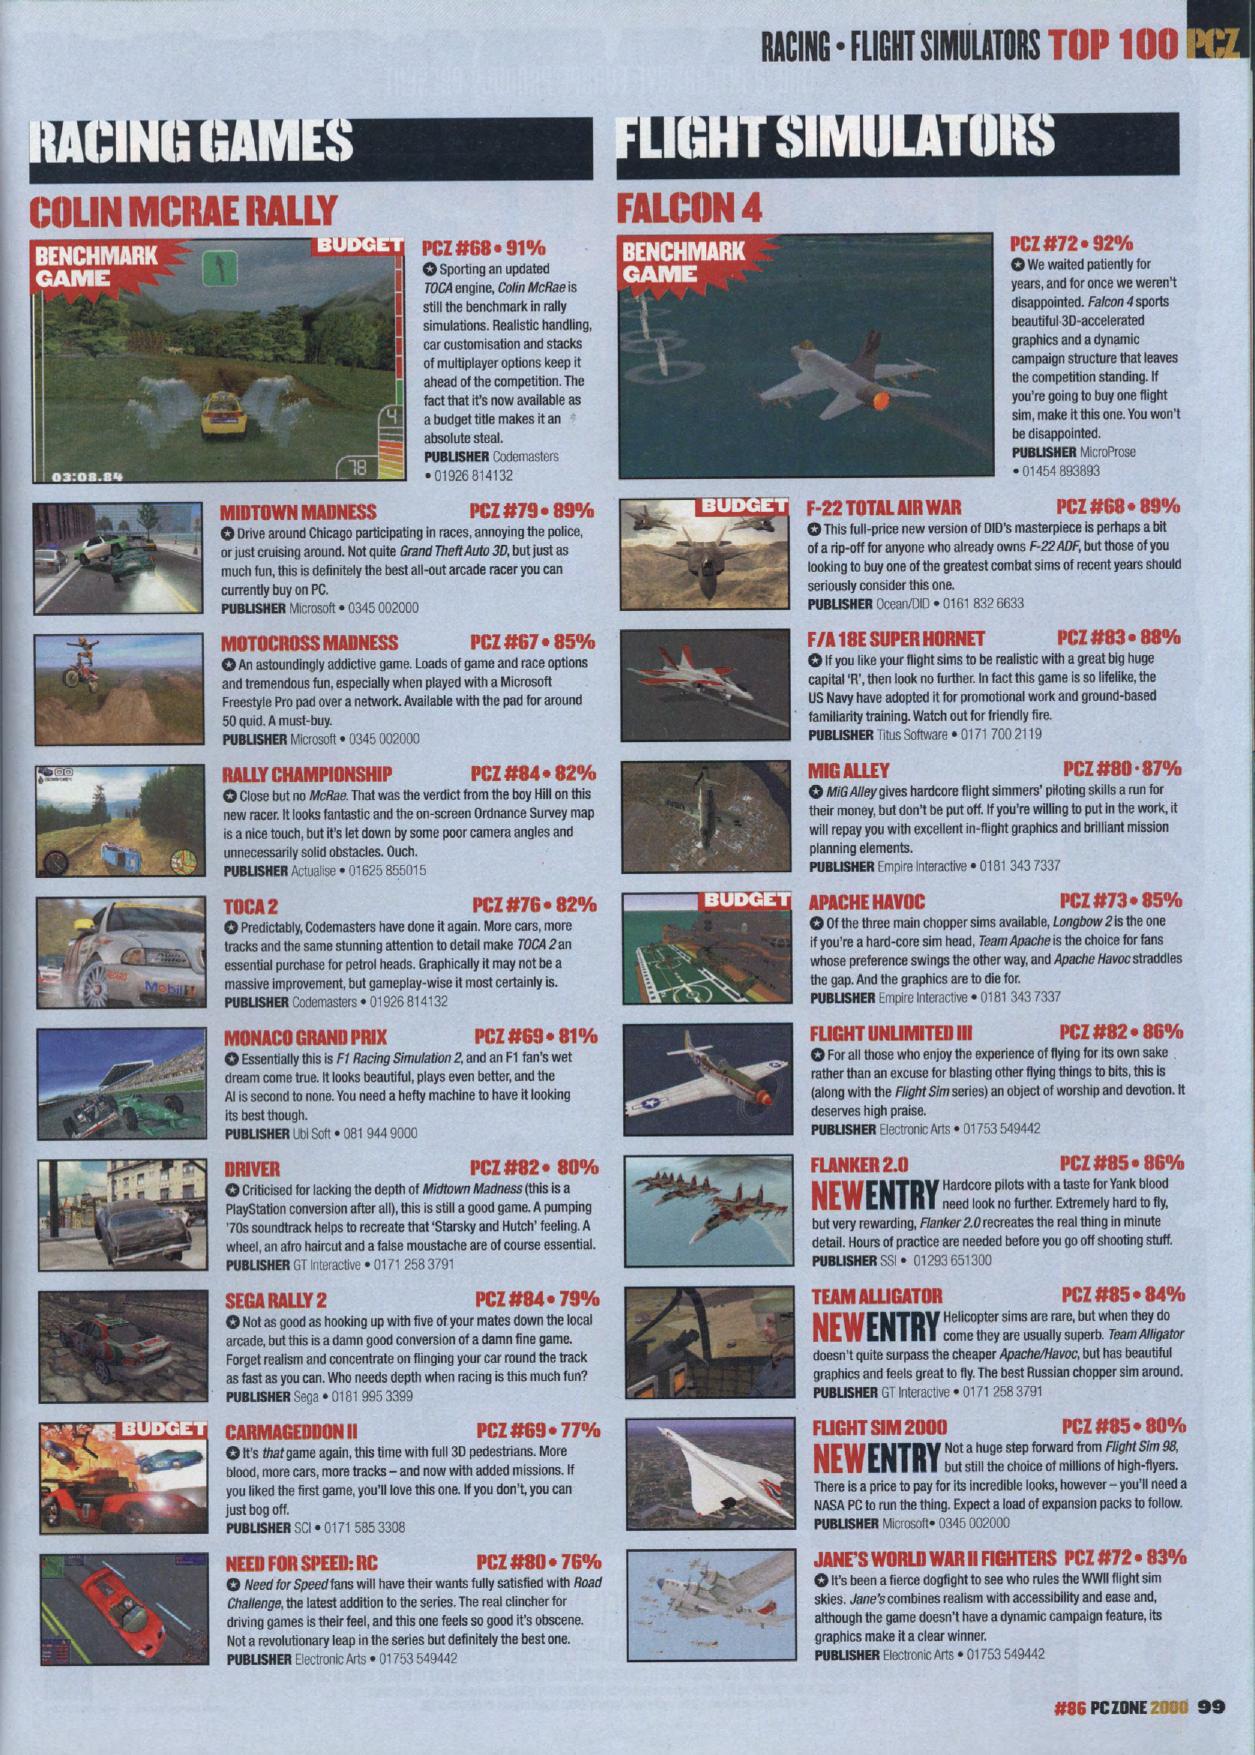 RACING • FLIGHT SIMULATORS TOP 100 PCZ
RACING GAMES
COLIN MCRAE RALLY
BENCHMARK
GAME
BUDGET
4
78
03:08.84
PCZ #68 • 91%
Sporting an updated
TOCA engine, Colin McRae is
still the benchmark in rally
simulations. Realistic handling,
car customisation and stacks
of multiplayer options keep it
ahead of the competition. The
fact that it's now available as
a budget title makes it an
absolute steal.
PUBLISHER Codemasters
• 01926 814132
MIDTOWN MADNESS PCZ #79 • 89%
Drive around Chicago participating in races, annoying the police,
or just cruising around. Not quite Grand Theft Auto 3D, but just as
much fun, this is definitely the best all-out arcade racer you can
currently buy on PC.
PUBLISHER Microsoft • 0345 002000
MOTOCROSS MADNESS PCZ #67 • 85%
An astoundingly addictive game. Loads of game and race options
and tremendous fun, especially when played with a Microsoft
Freestyle Pro pad over a network. Available with the pad for around
50 quid. A must-buy.
PUBLISHER Microsoft • 0345 002000
RALLY CHAMPIONSHIP PCZ #84 • 82%
Close but no McRae. That was the verdict from the boy Hill on this
new racer. It looks fantastic and the on-screen Ordnance Survey map
is a nice touch, but it's let down by some poor camera angles and
unnecessarily solid obstacles. Ouch.
PUBLISHER Actualise • 01625 855015
TOCA 2 PCZ #76 • 82%
Predictably, Codemasters have done it again. More cars, more
tracks and the same stunning attention to detail make TOCA 2 an
essential purchase for petrol heads. Graphically it may not be a
massive improvement, but gameplay-wise it most certainly is.
PUBLISHER Codemasters • 01926 814132
Mobil
MONACO GRAND PRIX PCZ #69 • 81%
Essentially this is F1 Racing Simulation 2, and an F1 fan's wet
dream come true. It looks beautiful, plays even better, and the
AI is second to none. You need a hefty machine to have it looking
its best though.
PUBLISHER Ubi Soft • 081 944 9000
DRIVER PCZ #82 • 80%
Criticised for lacking the depth of Midtown Madness (this is a
PlayStation conversion after all), this is still a good game. A pumping
'70s soundtrack helps to recreate that 'Starsky and Hutch' feeling. A
wheel, an afro haircut and a false moustache are of course essential.
PUBLISHER GT Interactive • 0171 258 3791
SEGA RALLY 2 PCZ #84 • 79%
Not as good as hooking up with five of your mates down the local
arcade, but this is a damn good conversion of a damn fine game.
Forget realism and concentrate on flinging your car round the track
as fast as you can. Who needs depth when racing is this much fun?
PUBLISHER Sega • 0181 995 3399
BUDGET
CARMAGEDDON II PCZ #69 • 77%
It's that game again, this time with full 3D pedestrians. More
blood, more cars, more tracks – and now with added missions. If
you liked the first game, you'll love this one. If you don't, you can
just bog off.
PUBLISHER SCI • 0171 585 3308
NEED FOR SPEED: RC PCZ #80 • 76%
Need for Speed fans will have their wants fully satisfied with Road
Challenge, the latest addition to the series. The real clincher for
driving games is their feel, and this one feels so good it's obscene.
Not a revolutionary leap in the series but definitely the best one.
PUBLISHER Electronic Arts • 01753 549442
FLIGHT SIMULATORS
FALCON 4
BENCHMARK
GAME
PCZ #72 • 92%
We waited patiently for
years, and for once we weren't
disappointed. Falcon 4 sports
beautiful 3D-accelerated
graphics and a dynamic
campaign structure that leaves
the competition standing. If
you're going to buy one flight
sim, make it this one. You won't
be disappointed.
PUBLISHER MicroProse
• 01454 893893
BUDGET
F-22 TOTAL AIR WAR PCZ #68 • 89%
This full-price new version of DID's masterpiece is perhaps a bit
of a rip-off for anyone who already owns F-22 ADF, but those of you
looking to buy one of the greatest combat sims of recent years should
seriously consider this one.
PUBLISHER Ocean/DID • 0161 832 6633
F/A 18E SUPER HORNET PCZ #83 • 88%
If you like your flight sims to be realistic with a great big huge
capital 'R', then look no further. In fact this game is so lifelike, the
US Navy have adopted it for promotional work and ground-based
familiarity training. Watch out for friendly fire.
PUBLISHER Titus Software • 0171 700 2119
MIG ALLEY PCZ #80 • 87%
MiG Alley gives hardcore flight simmers' piloting skills a run for
their money, but don't be put off. If you're willing to put in the work, it
will repay you with excellent in-flight graphics and brilliant mission
planning elements.
PUBLISHER Empire Interactive • 0181 343 7337
BUDGET
APACHE HAVOC PCZ #73 • 85%
Of the three main chopper sims available, Longbow 2 is the one
if you're a hard-core sim head, Team Apache is the choice for fans
whose preference swings the other way, and Apache Havoc straddles
the gap. And the graphics are to die for.
PUBLISHER Empire Interactive • 0181 343 7337
FLIGHT UNLIMITED III PCZ #82 • 86%
For all those who enjoy the experience of flying for its own sake
rather than an excuse for blasting other flying things to bits, this is
(along with the Flight Sim series) an object of worship and devotion. It
deserves high praise.
PUBLISHER Electronic Arts • 01753 549442
FLANKER 2.0 PCZ #85 • 86%
NEW ENTRY Hardcore pilots with a taste for Yank blood
need look no further. Extremely hard to fly,
but very rewarding, Flanker 2.0 recreates the real thing in minute
detail. Hours of practice are needed before you go off shooting stuff.
PUBLISHER SSI • 01293 651300
TEAM ALLIGATOR PCZ #85 • 84%
NEW ENTRY Helicopter sims are rare, but when they do
come they are usually superb. Team Alligator
doesn't quite surpass the cheaper Apache/Havoc, but has beautiful
graphics and feels great to fly. The best Russian chopper sim around.
PUBLISHER GT Interactive • 0171 258 3791
FLIGHT SIM 2000 PCZ #85 • 80%
NEW ENTRY Not a huge step forward from Flight Sim 98,
but still the choice of millions of high-flyers.
There is a price to pay for its incredible looks, however – you'll need a
NASA PC to run the thing. Expect a load of expansion packs to follow.
PUBLISHER Microsoft • 0345 002000
JANE'S WORLD WAR II FIGHTERS PCZ #72 • 83%
It's been a fierce dogfight to see who rules the WWII flight sim
skies. Jane's combines realism with accessibility and ease and,
although the game doesn't have a dynamic campaign feature, its
graphics make it a clear winner.
PUBLISHER Electronic Arts • 01753 549442
#86 PC ZONE 2000 99